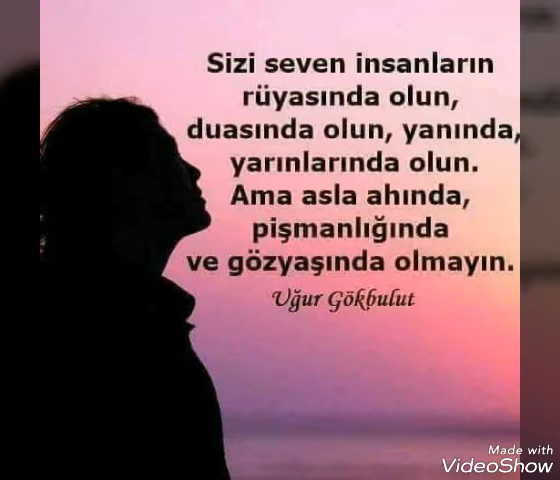 Sizi seven insanların
rüyasında olun,
duasında olun, yanında,
yarınlarında olun.
Ama asla ahında,
pişmanlığında
ve gözyaşında olmayın.
Uğur Gökbulut
Made with
VideoShow